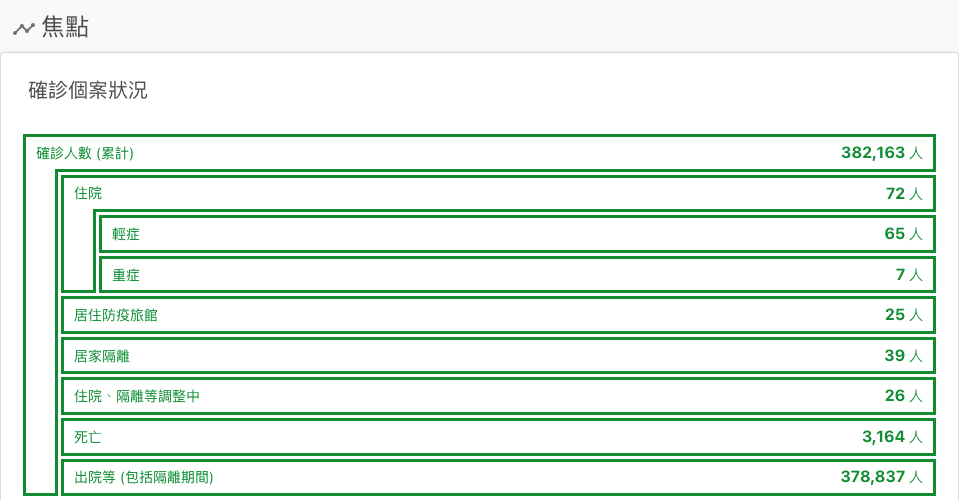 焦點
確診個案狀況
確診人數 (累計) 382,163 人
住院 72 人
輕症 65 人
重症 7 人
居住防疫旅館 25 人
居家隔離 39 人
住院、隔離等調整中 26 人
死亡 3,164 人
出院等 (包括隔離期間) 378,837 人